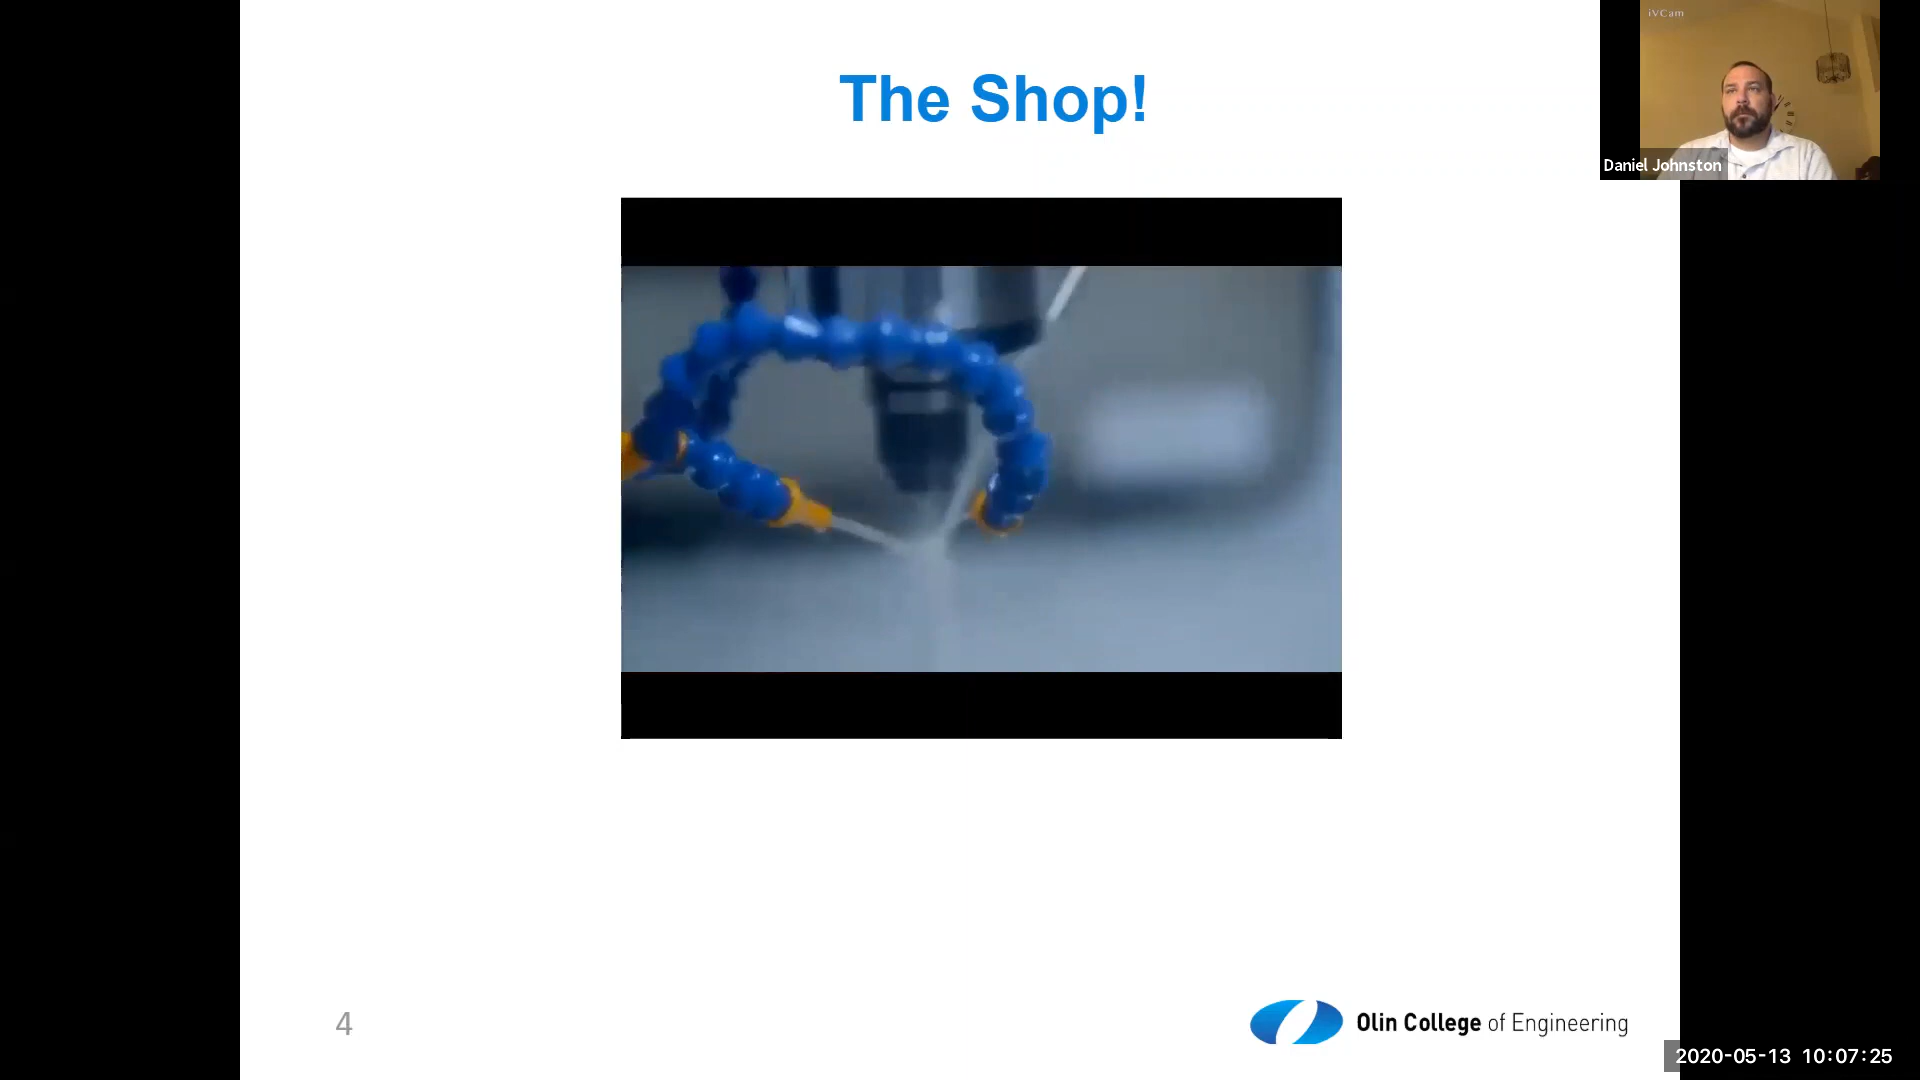 The Shop!
iVCam
Daniel Johnston
4
Olin College of Engineering
2020-05-13 10:07:25